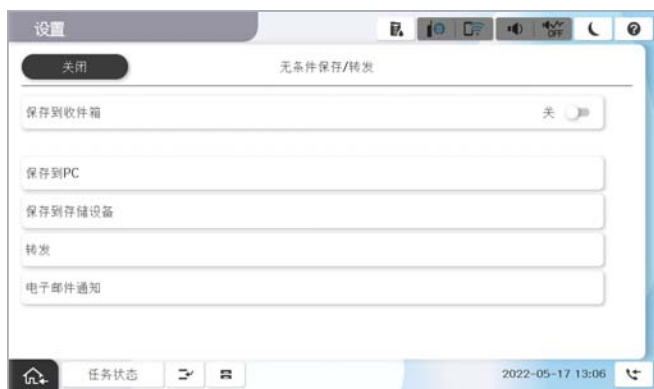 设置
OFF
关闭
无条件保存/转发
保存到收件箱
关
保存到PC
保存到存储设备
转发
电子邮件通知
任务状态
2022-05-17 13:06